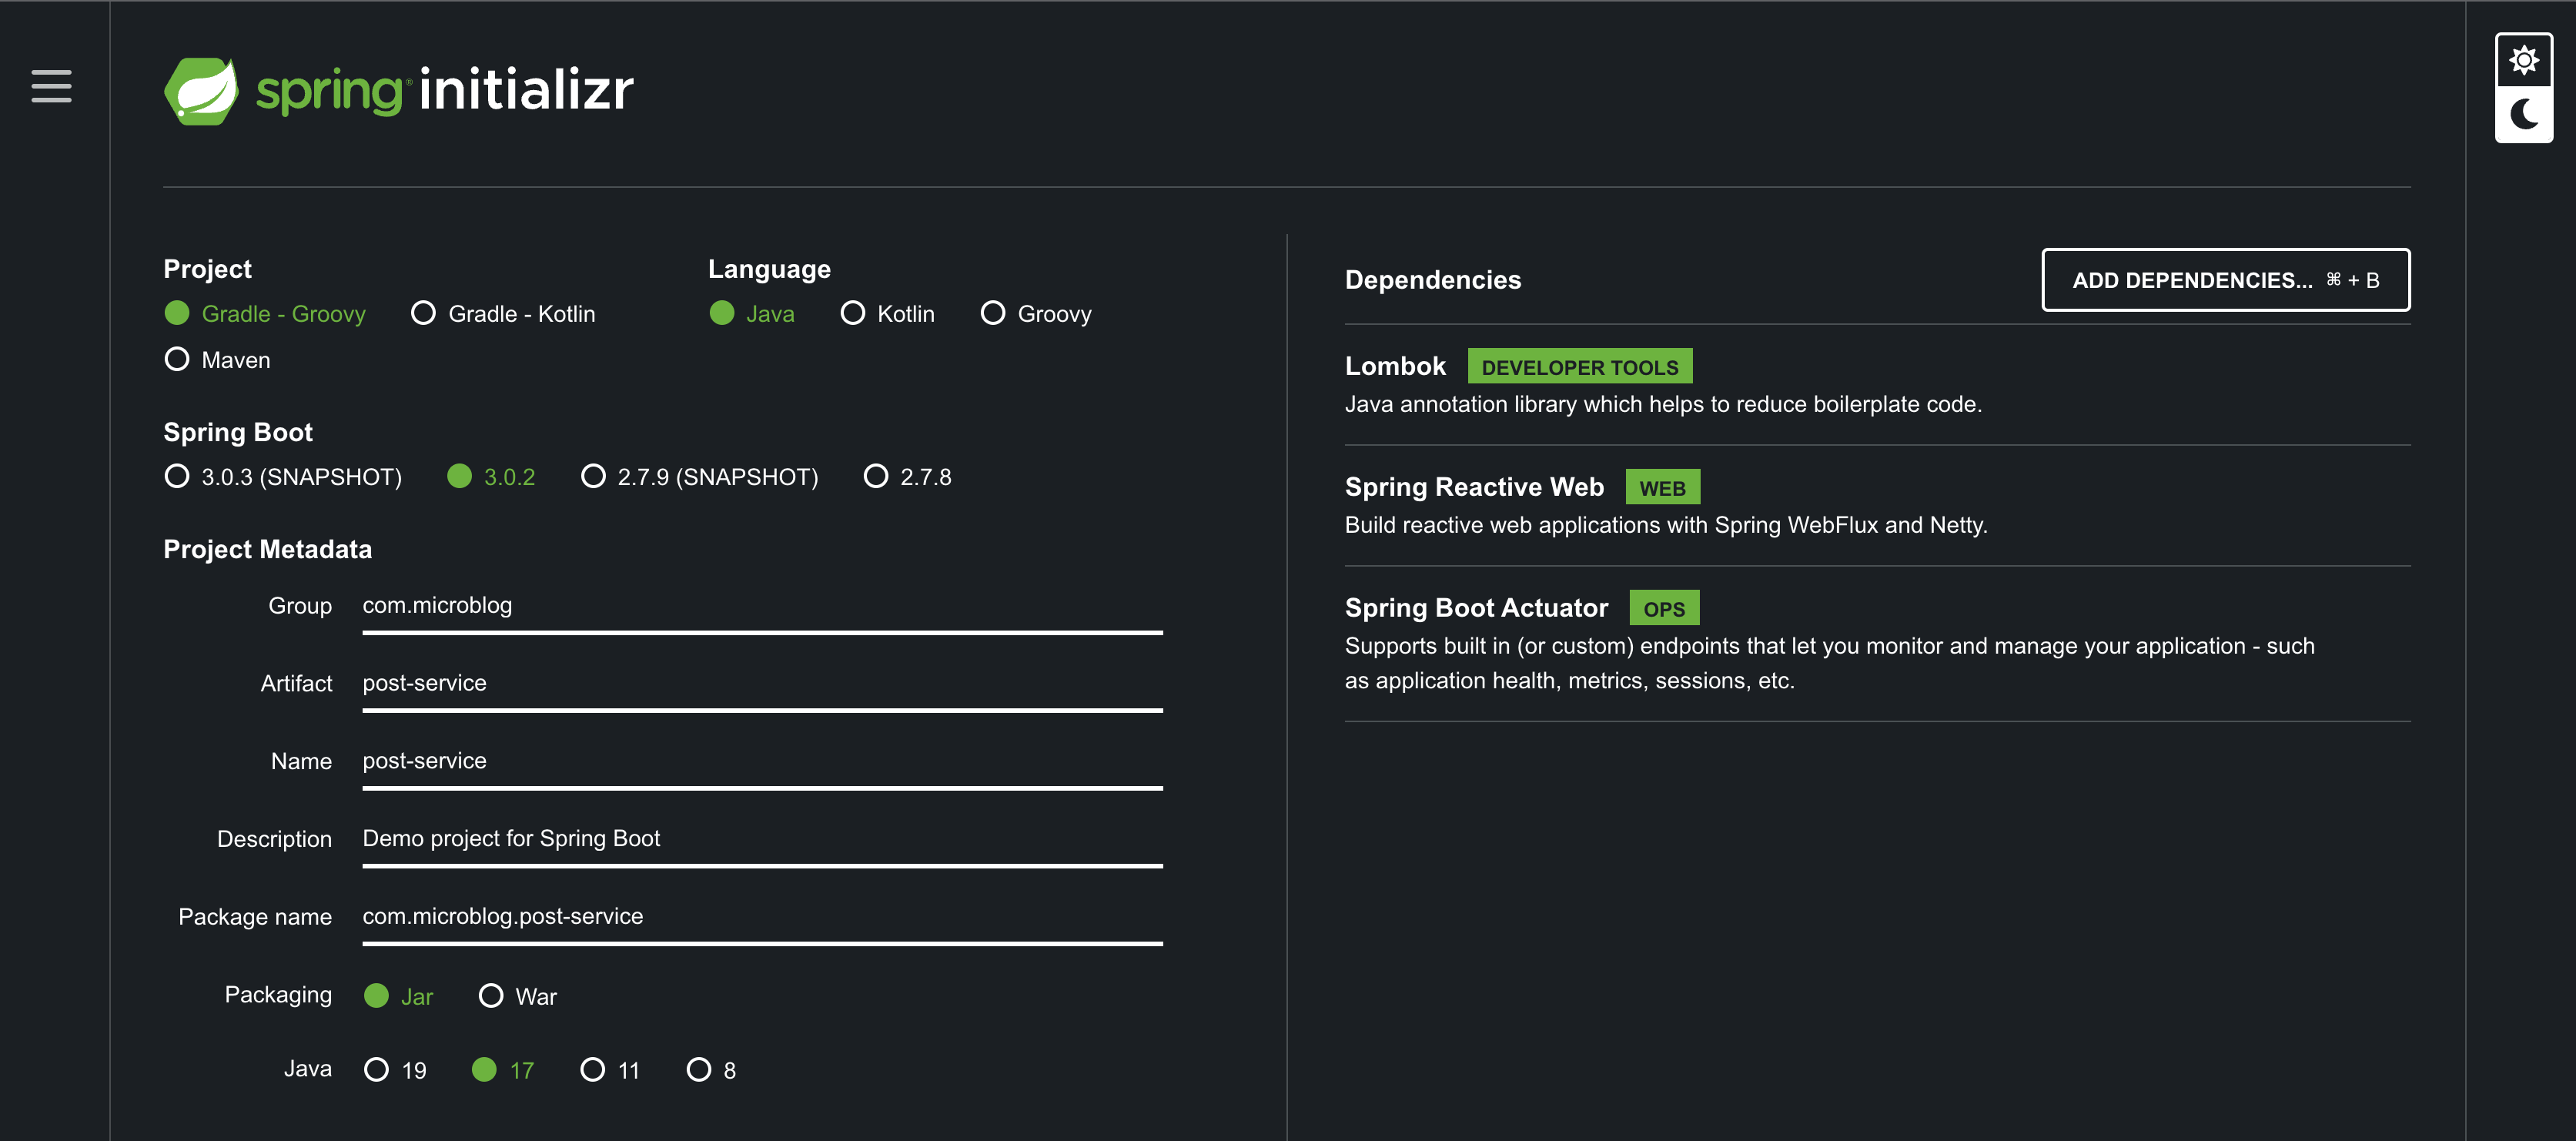 spring® initializr
Project
Gradle - Groovy Gradle - Kotlin
Maven
Language
Java Kotlin Groovy
Spring Boot
3.0.3 (SNAPSHOT) 3.0.2 2.7.9 (SNAPSHOT) 2.7.8
Project Metadata
Group com.microblog
Artifact post-service
Name post-service
Description Demo project for Spring Boot
Package name com.microblog.post-service
Packaging Jar War
Java 19 17 11 8
Dependencies
ADD DEPENDENCIES... ⌘ + B
Lombok DEVELOPER TOOLS
Java annotation library which helps to reduce boilerplate code.
Spring Reactive Web WEB
Build reactive web applications with Spring WebFlux and Netty.
Spring Boot Actuator OPS
Supports built in (or custom) endpoints that let you monitor and manage your application - such
as application health, metrics, sessions, etc.